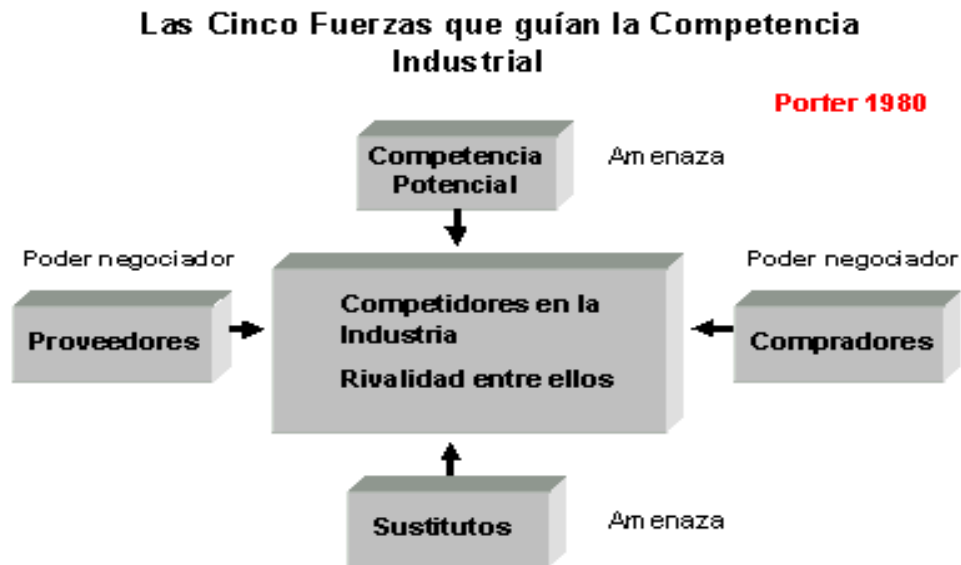 Las Cinco Fuerzas que guían la Competencia
Industrial
Porter 1980
Competencia
Potencial
Amenaza
Poder negociador
Poder negociador
Proveedores
Competidores en la
Industria
Rivalidad entre ellos
Compradores
Sustitutos
Amenaza